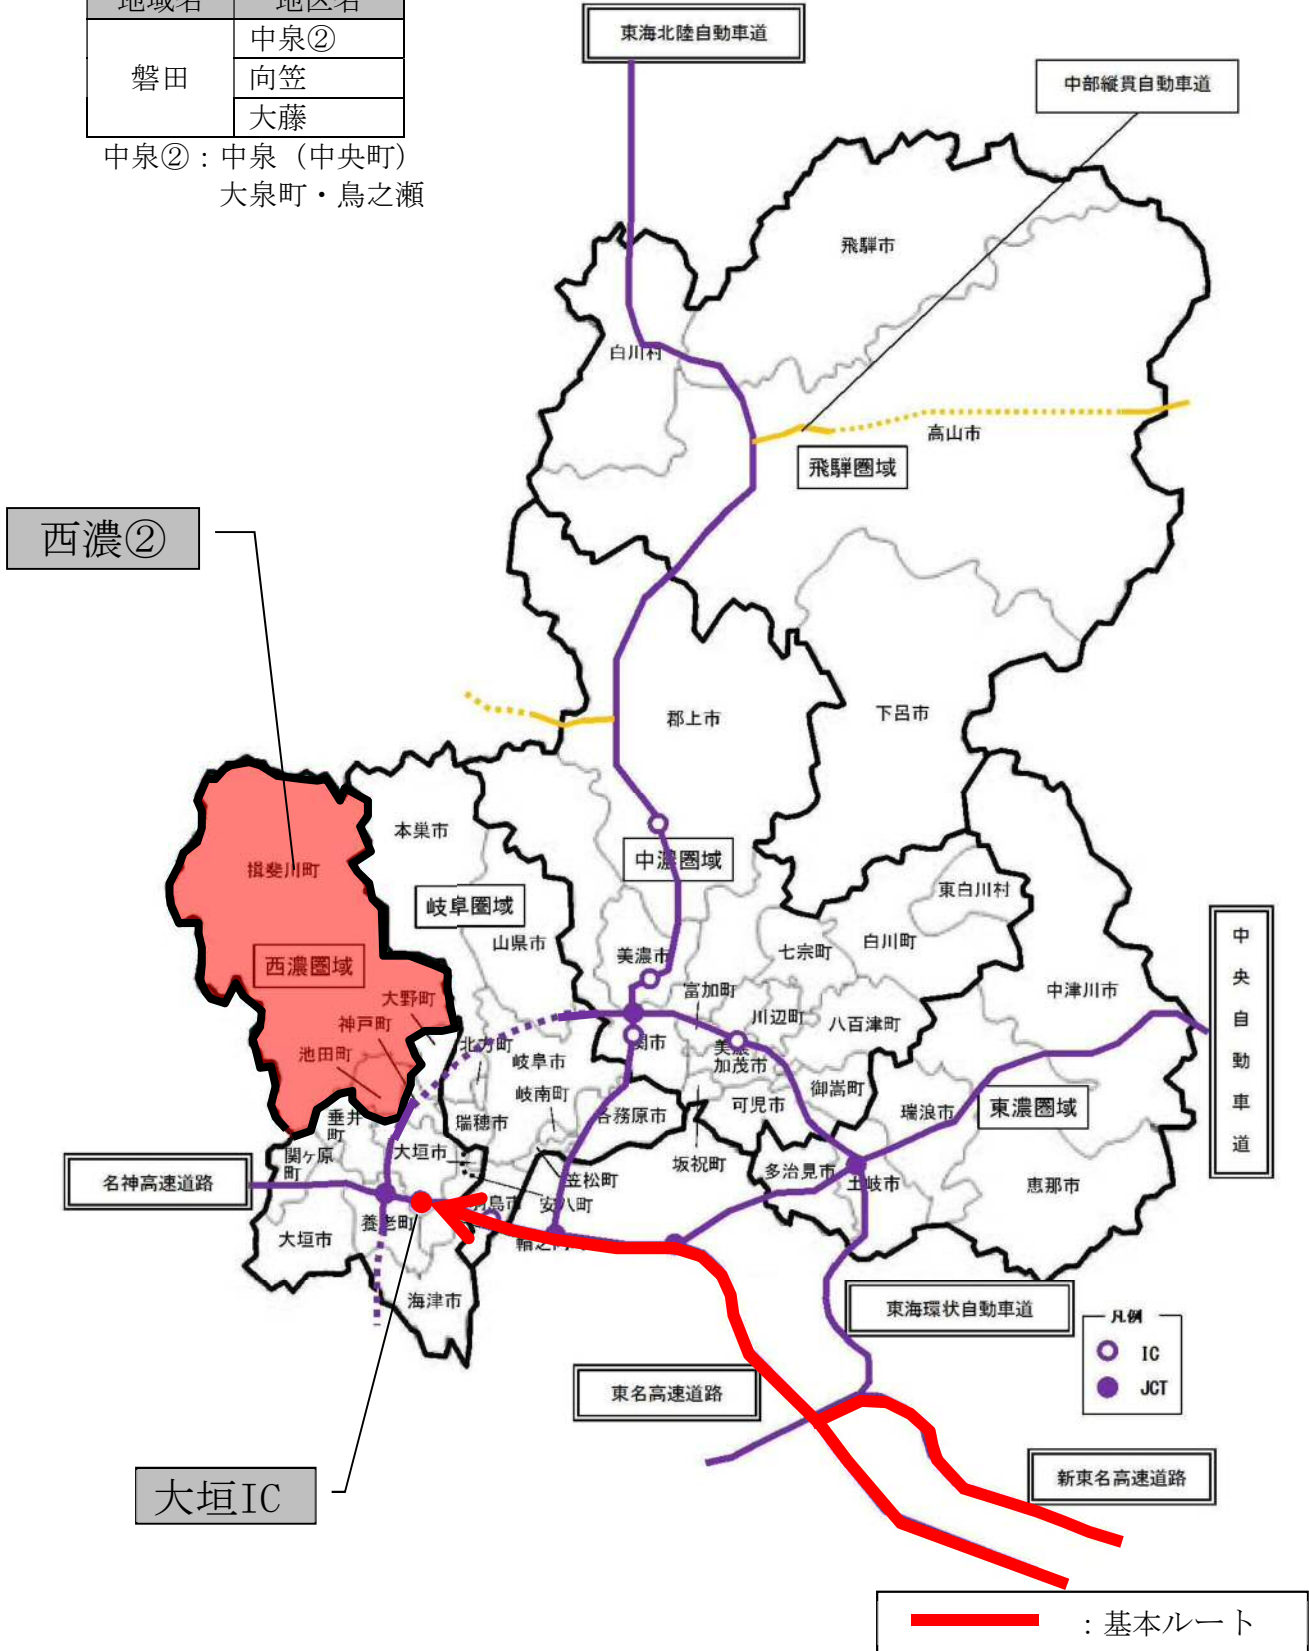 地域名 地区名
磐田
中泉②
向笠
大藤
中泉②：中泉（中央町）
大泉町・鳥之瀬
東海北陸自動車道
中部縦貫自動車道
飛騨市
白川村
高山市
飛騨圏域
西濃②
郡上市
下呂市
本巣市
揖斐川町
中濃圏域
岐阜圏域
東白川村
山県市
美濃市
七宗町
白川町
西濃圏域
大野町
富加町
中津川市
神戸町
川辺町
八百津町
池田町
北方町
岐阜市
関市
美濃
加茂市
御嵩町
岐南町
可児市
瑞浪市
東濃圏域
垂井
町
瑞穂市
各務原市
関ヶ原
町
大垣市
坂祝町
多治見市
土岐市
恵那市
笠松町
安八町
名神高速道路
養老町
大垣市
海津市
中央自動車道
東海環状自動車道
凡例
IC
JCT
東名高速道路
新東名高速道路
大垣IC
：基本ルート